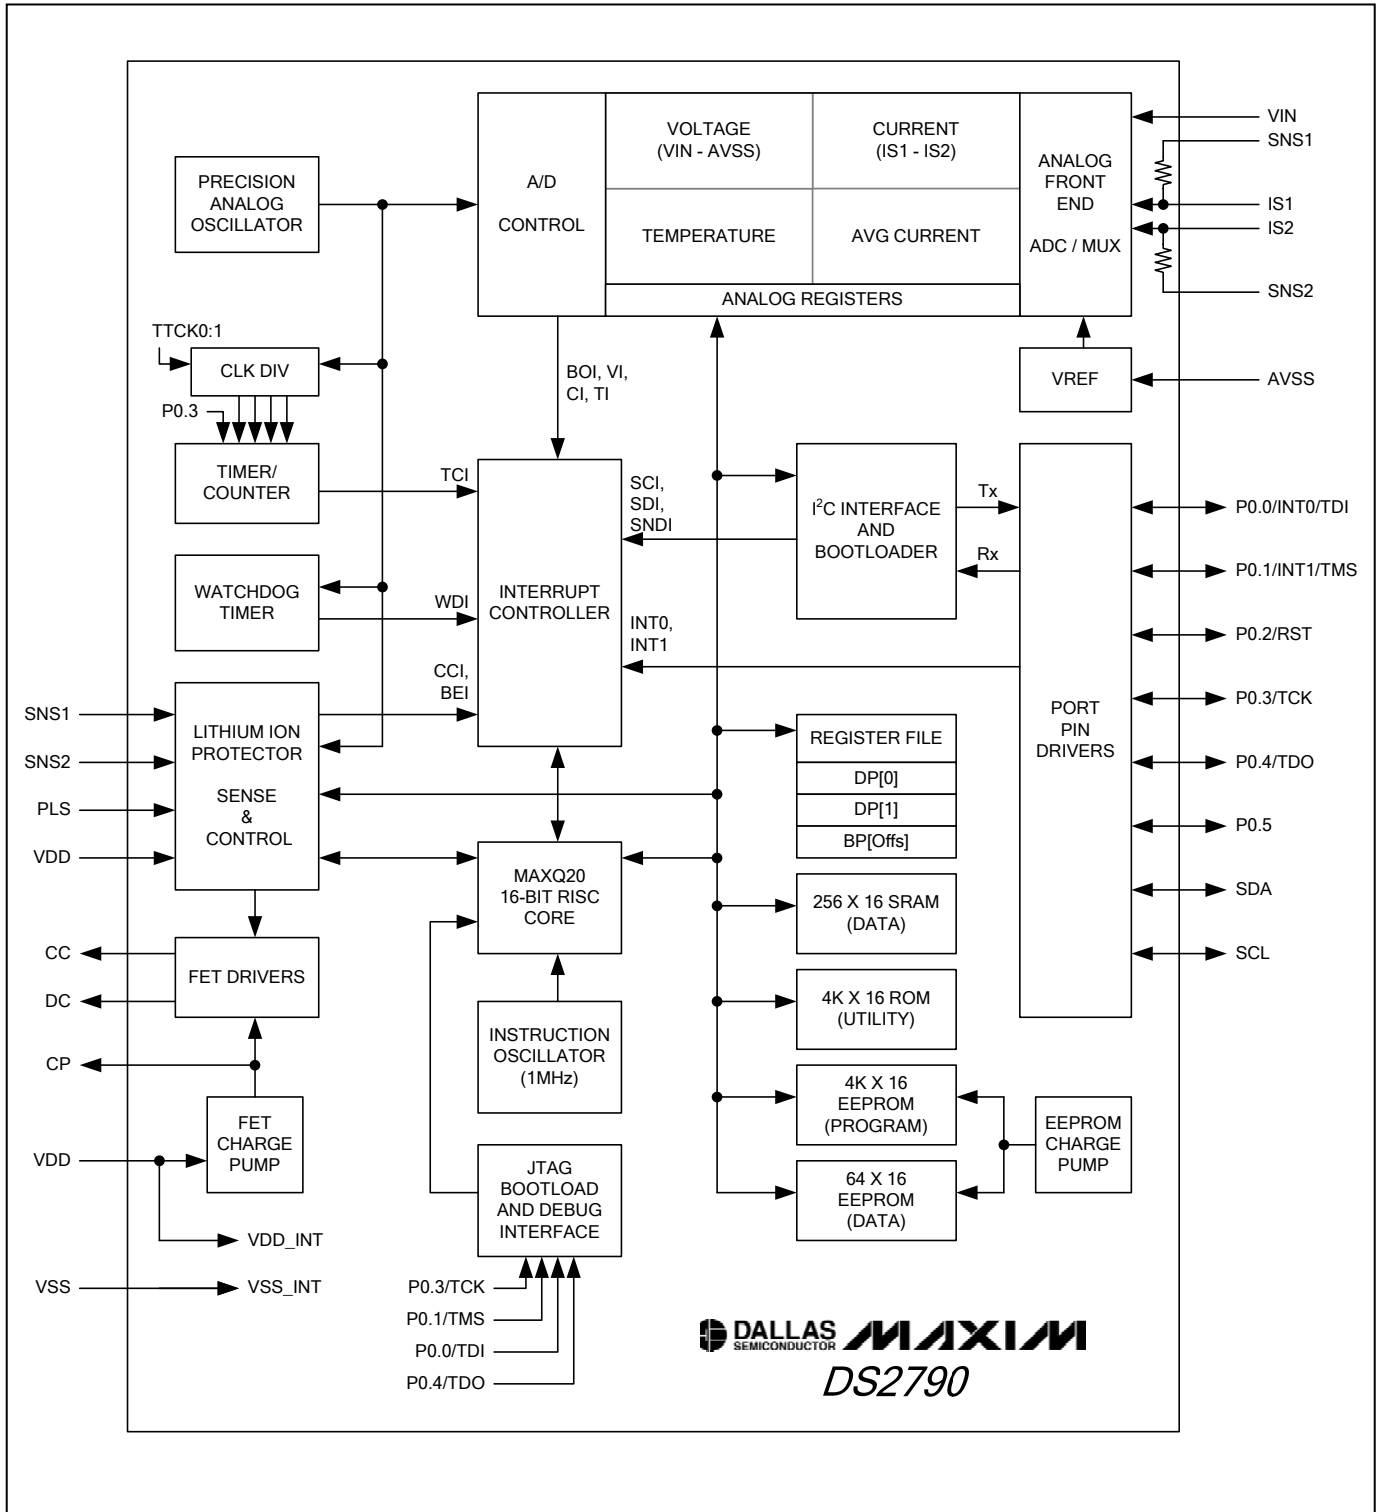 PRECISION
ANALOG
OSCILLATOR
A/D
CONTROL
VOLTAGE
(VIN - AVSS)
CURRENT
(IS1 - IS2)
TEMPERATURE
AVG CURRENT
ANALOG REGISTERS
ANALOG
FRONT
END
ADC / MUX
VIN
SNS1
IS1
IS2
SNS2
TTCK0:1
CLK DIV
P0.3
TIMER/
COUNTER
BOI, VI,
CI, TI
VREF
AVSS
TCI
WATCHDOG
TIMER
WDI
INTERRUPT
CONTROLLER
SCI,
SDI,
SNDI
INT0,
INT1
I²C INTERFACE
AND
BOOTLOADER
Tx
Rx
PORT
PIN
DRIVERS
P0.0/INT0/TDI
P0.1/INT1/TMS
P0.2/RST
P0.3/TCK
P0.4/TDO
P0.5
SDA
SCL
SNS1
SNS2
PLS
VDD
LITHIUM ION
PROTECTOR
SENSE
&
CONTROL
CCI,
BEI
REGISTER FILE
DP[0]
DP[1]
BP[Offs]
MAXQ20
16-BIT RISC
CORE
256 X 16 SRAM
(DATA)
CC
DC
CP
FET DRIVERS
INSTRUCTION
OSCILLATOR
(1MHz)
4K X 16 ROM
(UTILITY)
4K X 16
EEPROM
(PROGRAM)
64 X 16
EEPROM
(DATA)
EEPROM
CHARGE
PUMP
FET
CHARGE
PUMP
VDD
VDD_INT
VSS
VSS_INT
JTAG
BOOTLOAD
AND DEBUG
INTERFACE
P0.3/TCK
P0.1/TMS
P0.0/TDI
P0.4/TDO
DALLAS
SEMICONDUCTOR
MAXIM
DS2790